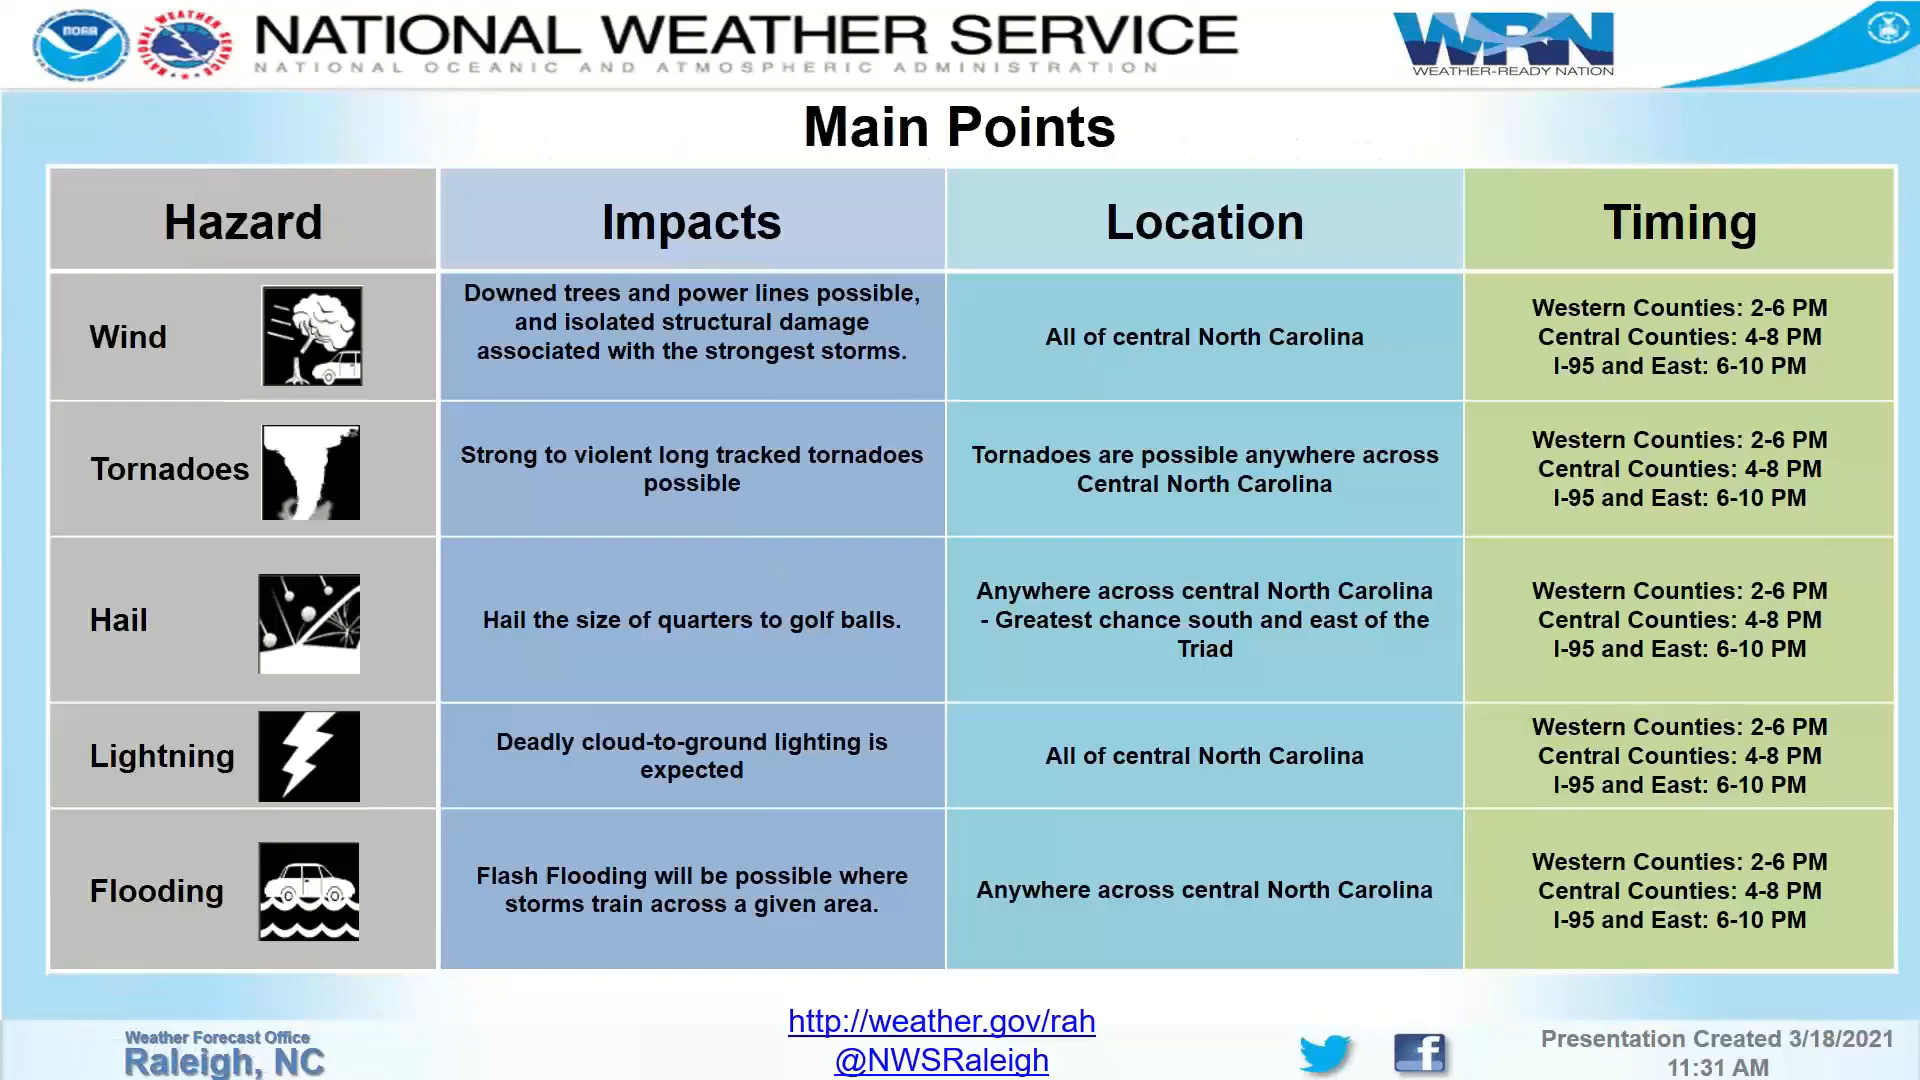 NOAA
NATIONAL WEATHER SERVICE
NATIONAL OCEANIC AND ATMOSPHERIC ADMINISTRATION
WRN
WEATHER-READY NATION
Main Points
Hazard
Impacts
Location
Timing
Wind
Downed trees and power lines possible,
and isolated structural damage
associated with the strongest storms.
All of central North Carolina
Western Counties: 2-6 PM
Central Counties: 4-8 PM
I-95 and East: 6-10 PM
Tornadoes
Strong to violent long tracked tornadoes
possible
Tornadoes are possible anywhere across
Central North Carolina
Western Counties: 2-6 PM
Central Counties: 4-8 PM
I-95 and East: 6-10 PM
Hail
Hail the size of quarters to golf balls.
Anywhere across central North Carolina
- Greatest chance south and east of the
Triad
Western Counties: 2-6 PM
Central Counties: 4-8 PM
I-95 and East: 6-10 PM
Lightning
Deadly cloud-to-ground lighting is
expected
All of central North Carolina
Western Counties: 2-6 PM
Central Counties: 4-8 PM
I-95 and East: 6-10 PM
Flooding
Flash Flooding will be possible where
storms train across a given area.
Anywhere across central North Carolina
Western Counties: 2-6 PM
Central Counties: 4-8 PM
I-95 and East: 6-10 PM
Weather Forecast Office
Raleigh, NC
http://weather.gov/rah
@NWSRaleigh
Presentation Created 3/18/2021
11:31 AM